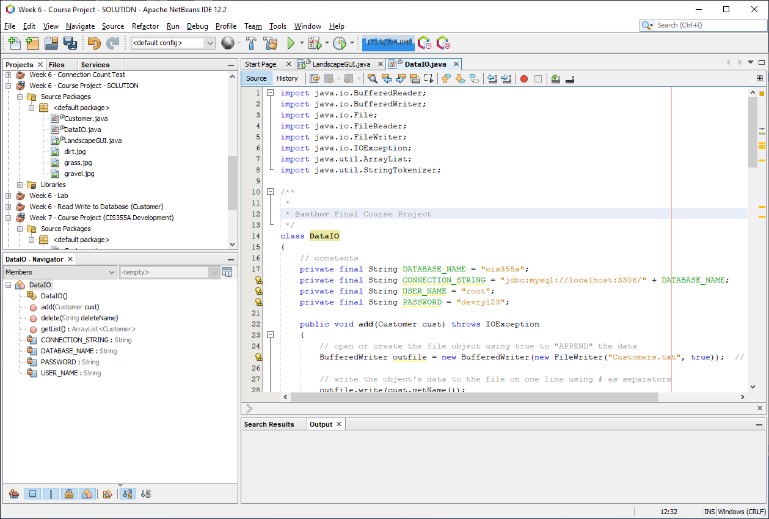 Week 6 - Course Project - SOLUTION - Apache NetBeans IDE 12.2
File Edit View Navigate Source Refactor Run Debug Profile Team Tools Window Help
Search (Ctrl+I)
<default config>
Projects Files Services
Week 6 - Connection Count Test
Week 6 - Course Project - SOLUTION
Source Packages
<default package>
Customer.java
DataIO.java
LandscapeGUI.java
dirt.jpg
grass.jpg
gravel.jpg
Libraries
Week 6 - Lab
Week 6 - Read Write to Database (Customer)
Week 7 - Course Project (CIS355A Development)
Source Packages
<default package>
DataIO - Navigator
Members <empty>
DataIO
DataIO()
add(Customer cust)
delete(String deleteName)
getList() : ArrayList<Customer>
CONNECTION_STRING : String
DATABASE_NAME : String
PASSWORD : String
USER_NAME : String
Start Page LandscapeGUI.java DataIO.java
Source History
1 import java.io.BufferedReader;
2 import java.io.BufferedWriter;
3 import java.io.File;
4 import java.io.FileReader;
5 import java.io.FileWriter;
6 import java.io.IOException;
7 import java.util.ArrayList;
8 import java.util.StringTokenizer;
9
10 /**
11 *
12 * @author Final Course Project
13 */
14 class DataIO
15 {
16 // constants
17 private final String DATABASE_NAME = "cis355a";
private final String CONNECTION_STRING = "jdbc:mysql://localhost:3306/" + DATABASE_NAME;
private final String USER_NAME = "root";
private final String PASSWORD = "devry123";
21
22 public void add(Customer cust) throws IOException
23 {
24 // open or create the file object using true to "APPEND" the data
BufferedWriter outfile = new BufferedWriter(new FileWriter("Customers.txt", true)); //
26
27 // write the object's data to the file on one line using # as separators
28 outfile.write(cust.getName());
Search Results Output
12:32 INS Windows (CRLF)